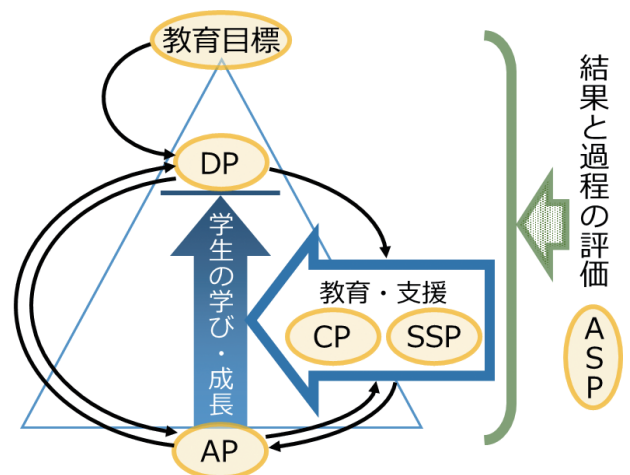 教育目標
DP
学生の学び・成長
教育・支援
CP
SSP
AP
結果と過程の評価
ASP